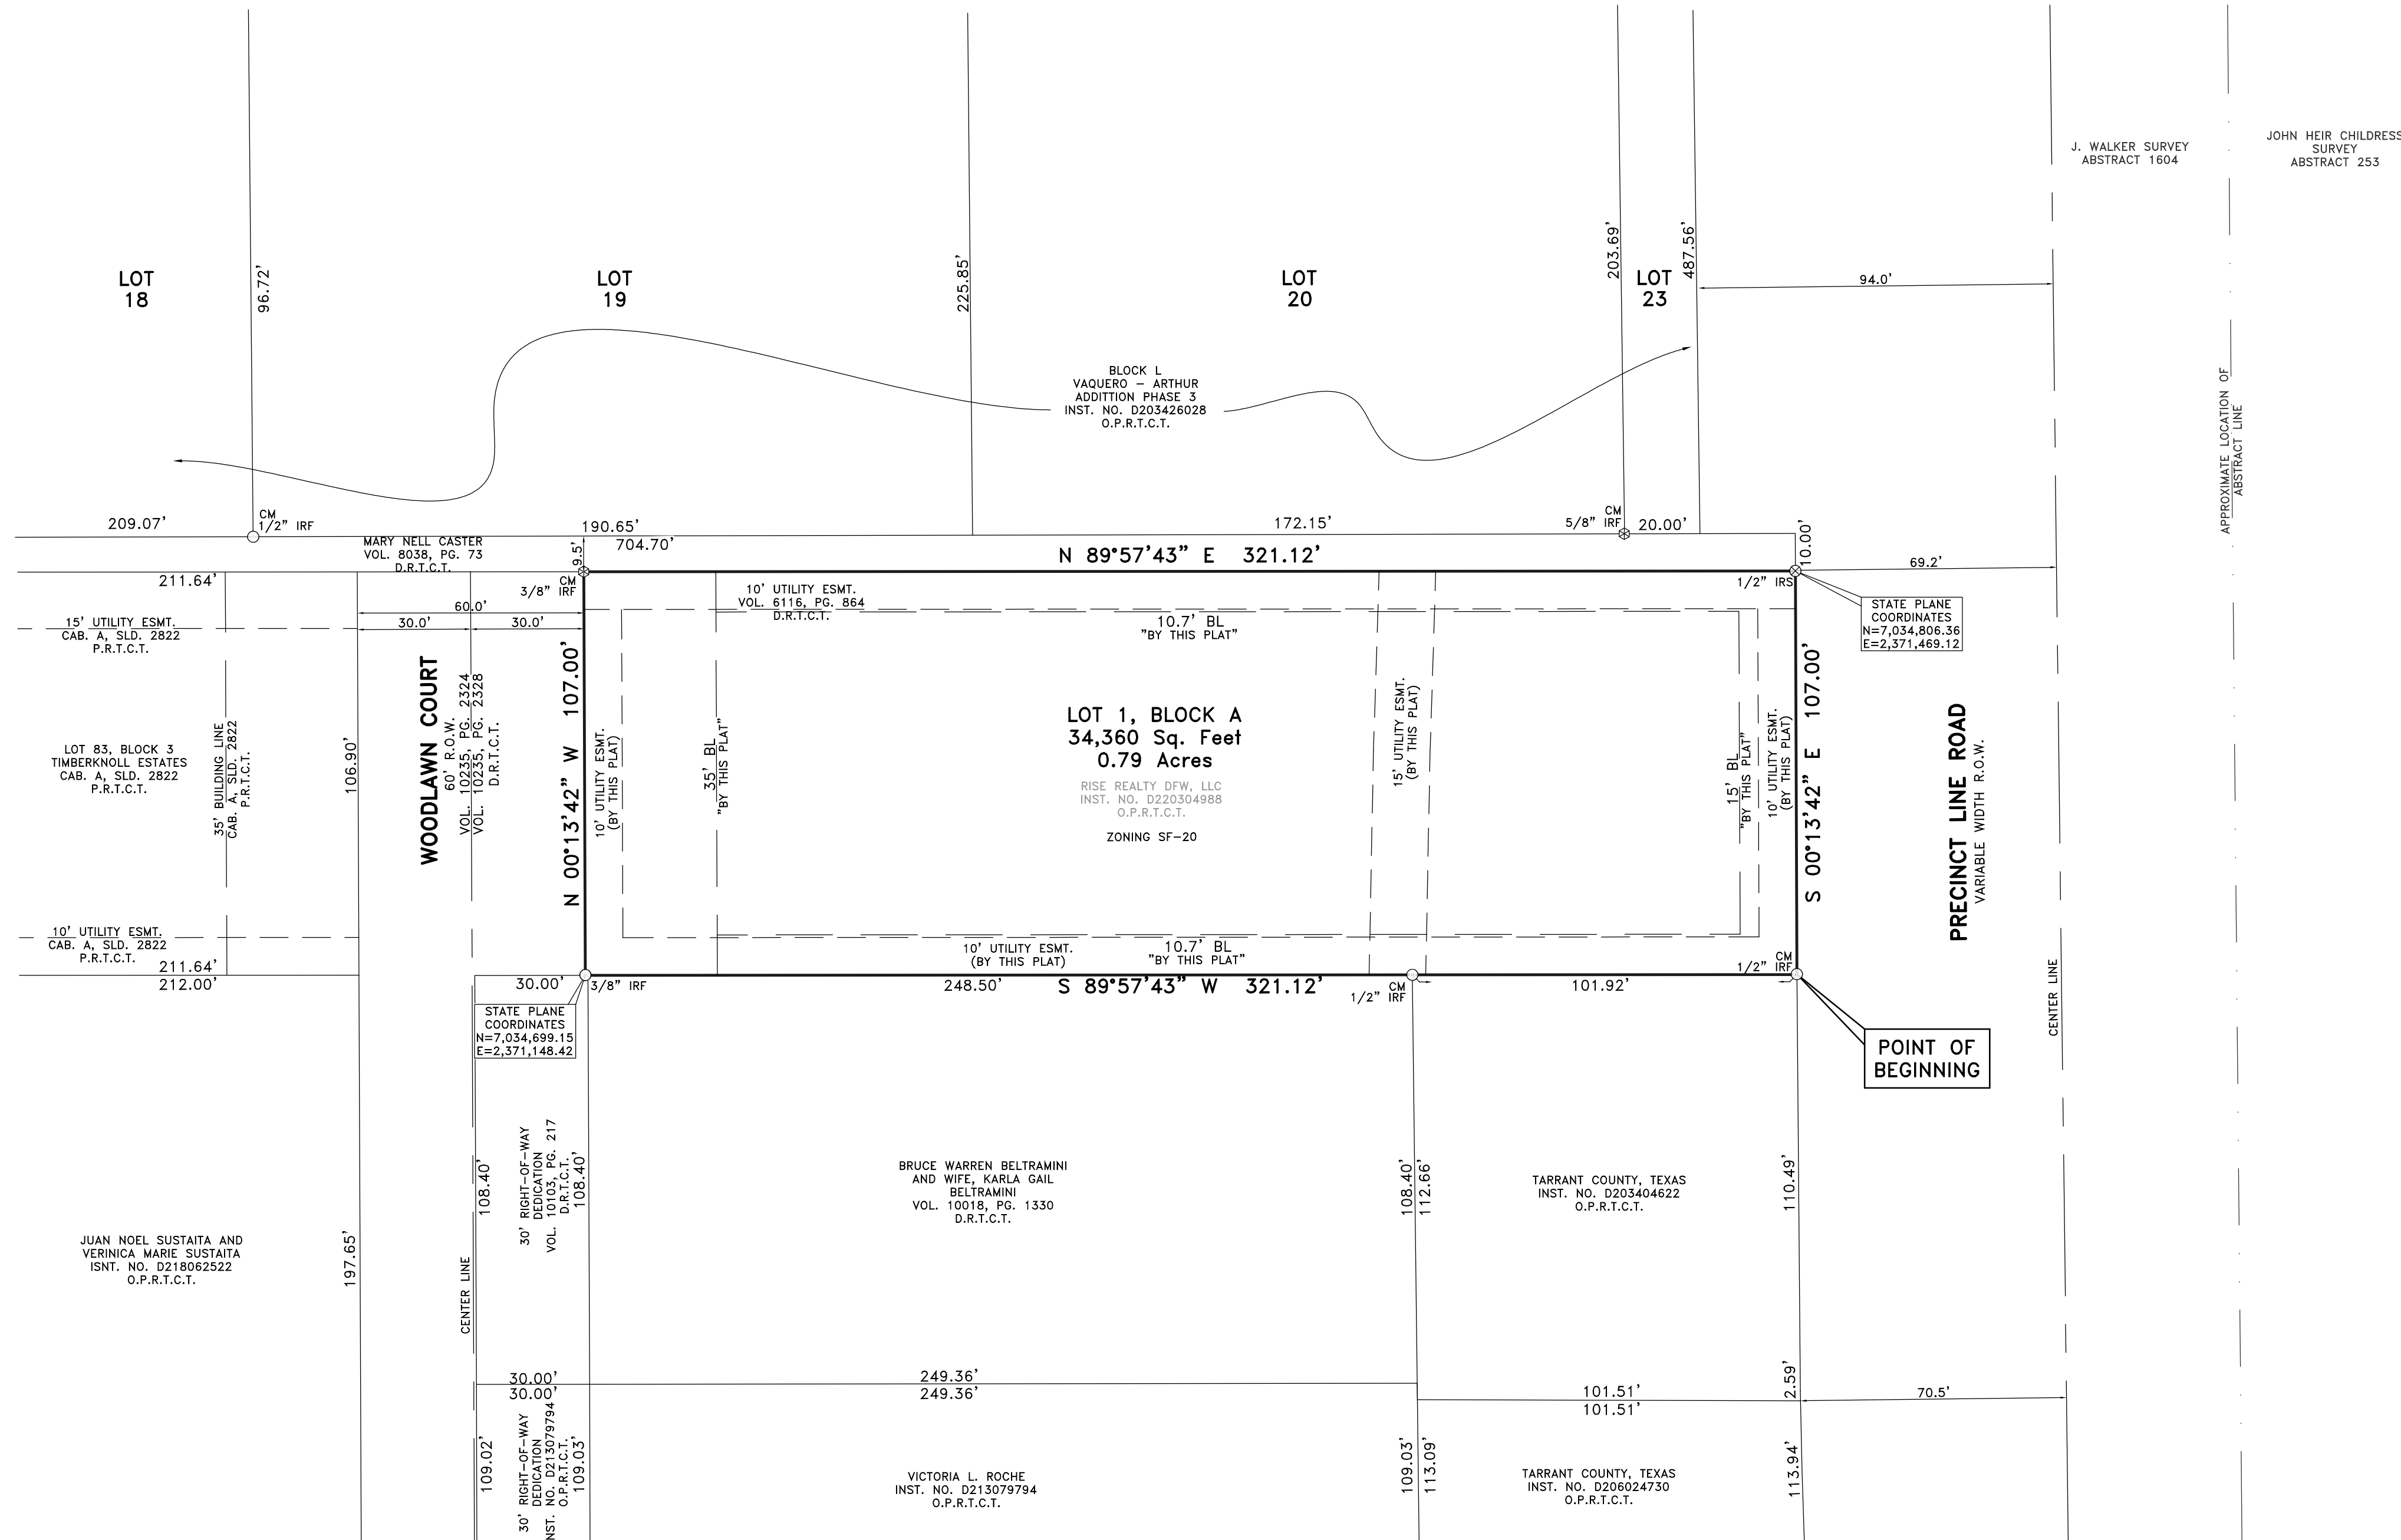 J. WALKER SURVEY
ABSTRACT 1604
JOHN HEIR CHILDRESS
SURVEY
ABSTRACT 253
LOT
18
96.72'
LOT
19
225.85'
LOT
20
203.69'
LOT
23
487.56'
94.0'
APPROXIMATE LOCATION OF
ABSTRACT LINE
BLOCK L
VAQUERO – ARTHUR
ADDITTION PHASE 3
INST. NO. D203426028
O.P.R.T.C.T.
209.07'
CM
1/2" IRF
190.65'
704.70'
172.15'
CM
5/8" IRF
20.00'
10.00'
MARY NELL CASTER
VOL. 8038, PG. 73
D.R.T.C.T.
9.5'
N 89°57'43" E 321.12'
69.2'
211.64'
CM
3/8" IRF
1/2" IRS
60.0'
30.0'
30.0'
10' UTILITY ESMT.
VOL. 6116, PG. 864
D.R.T.C.T.
10.7' BL
"BY THIS PLAT"
STATE PLANE
COORDINATES
N=7,034,806.36
E=2,371,469.12
15' UTILITY ESMT.
CAB. A, SLD. 2822
P.R.T.C.T.
LOT 83, BLOCK 3
TIMBERKNOLL ESTATES
CAB. A, SLD. 2822
P.R.T.C.T.
35' BUILDING LINE
CAB. A, SLD. 2822
P.R.T.C.T.
106.90'
WOODLAWN COURT
60' R.O.W.
VOL. 10235, PG. 2324
VOL. 10235, PG. 2328
D.R.T.C.T.
N 00°13'42" W 107.00'
10' UTILITY ESMT.
(BY THIS PLAT)
35' BL
"BY THIS PLAT"
LOT 1, BLOCK A
34,360 Sq. Feet
0.79 Acres
RISE REALTY DFW, LLC
INST. NO. D220304988
O.P.R.T.C.T.
ZONING SF-20
15' UTILITY ESMT.
(BY THIS PLAT)
15' BL
"BY THIS PLAT"
10' UTILITY ESMT.
(BY THIS PLAT)
S 00°13'42" E 107.00'
PRECINCT LINE ROAD
VARIABLE WIDTH R.O.W.
10' UTILITY ESMT.
CAB. A, SLD. 2822
P.R.T.C.T.
211.64'
212.00'
10' UTILITY ESMT.
(BY THIS PLAT)
10.7' BL
"BY THIS PLAT"
CM
1/2" IRF
30.00'
3/8" IRF
248.50'
S 89°57'43" W 321.12'
CM
1/2" IRF
101.92'
STATE PLANE
COORDINATES
N=7,034,699.15
E=2,371,148.42
CENTER LINE
POINT OF
BEGINNING
108.40'
30' RIGHT-OF-WAY
DEDICATION
VOL. 10103, PG. 217
D.R.T.C.T.
108.40'
BRUCE WARREN BELTRAMINI
AND WIFE, KARLA GAIL
BELTRAMINI
VOL. 10018, PG. 1330
D.R.T.C.T.
108.40'
112.66'
TARRANT COUNTY, TEXAS
INST. NO. D203404622
O.P.R.T.C.T.
110.49'
JUAN NOEL SUSTAITA AND
VERINICA MARIE SUSTAITA
ISNT. NO. D218062522
O.P.R.T.C.T.
197.65'
CENTER LINE
30.00'
30.00'
249.36'
249.36'
101.51'
101.51'
2.59'
70.5'
109.02'
30' RIGHT-OF-WAY
DEDICATION
INST. NO. D213079794
O.P.R.T.C.T.
109.03'
VICTORIA L. ROCHE
INST. NO. D213079794
O.P.R.T.C.T.
109.03'
113.09'
TARRANT COUNTY, TEXAS
INST. NO. D206024730
O.P.R.T.C.T.
113.94'